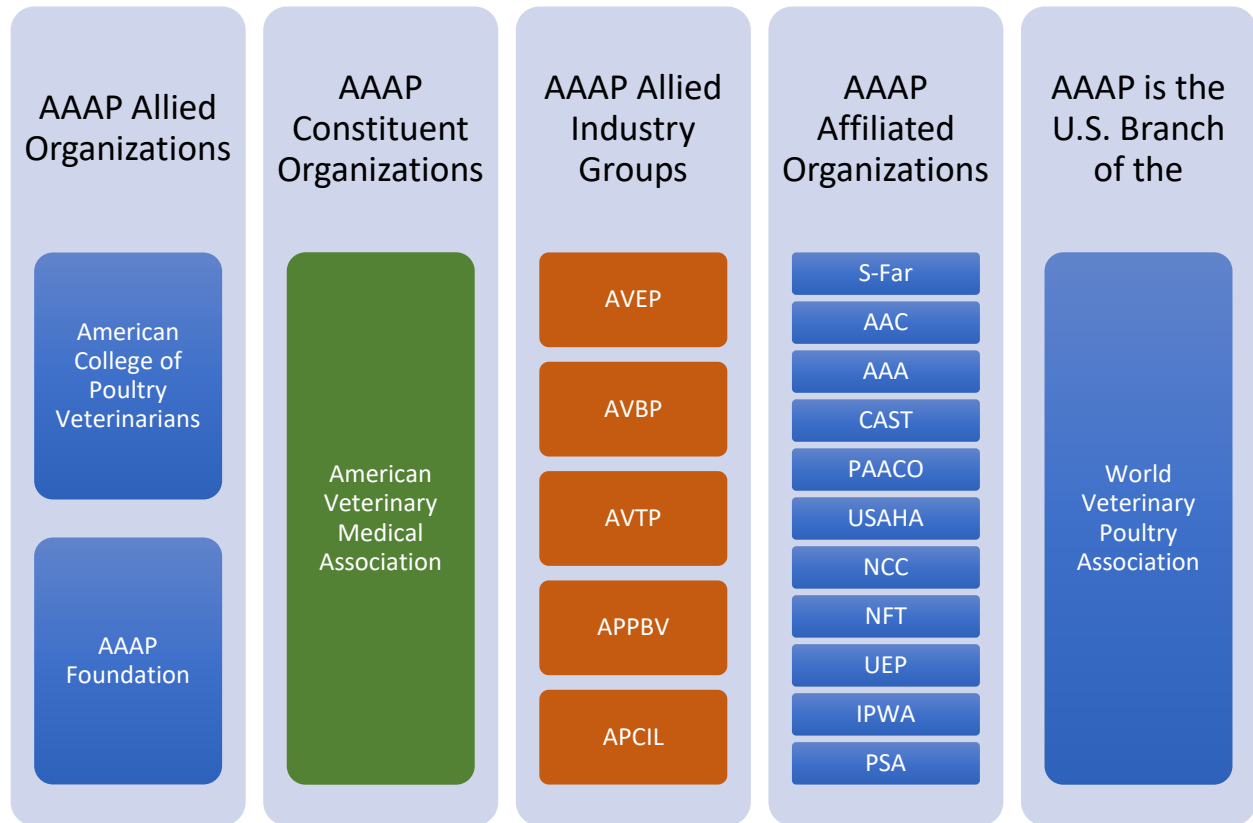 AAAP Allied
Organizations
American
College of
Poultry
Veterinarians
AAAP
Foundation
AAAP
Constituent
Organizations
American
Veterinary
Medical
Association
AAAP Allied
Industry
Groups
AVEP
AVBP
AVTP
APPBV
APCIL
AAAP
Affiliated
Organizations
S-Far
AAC
AAA
CAST
PAACO
USAHA
NCC
NFT
UEP
IPWA
PSA
AAAP is the
U.S. Branch
of the
World
Veterinary
Poultry
Association